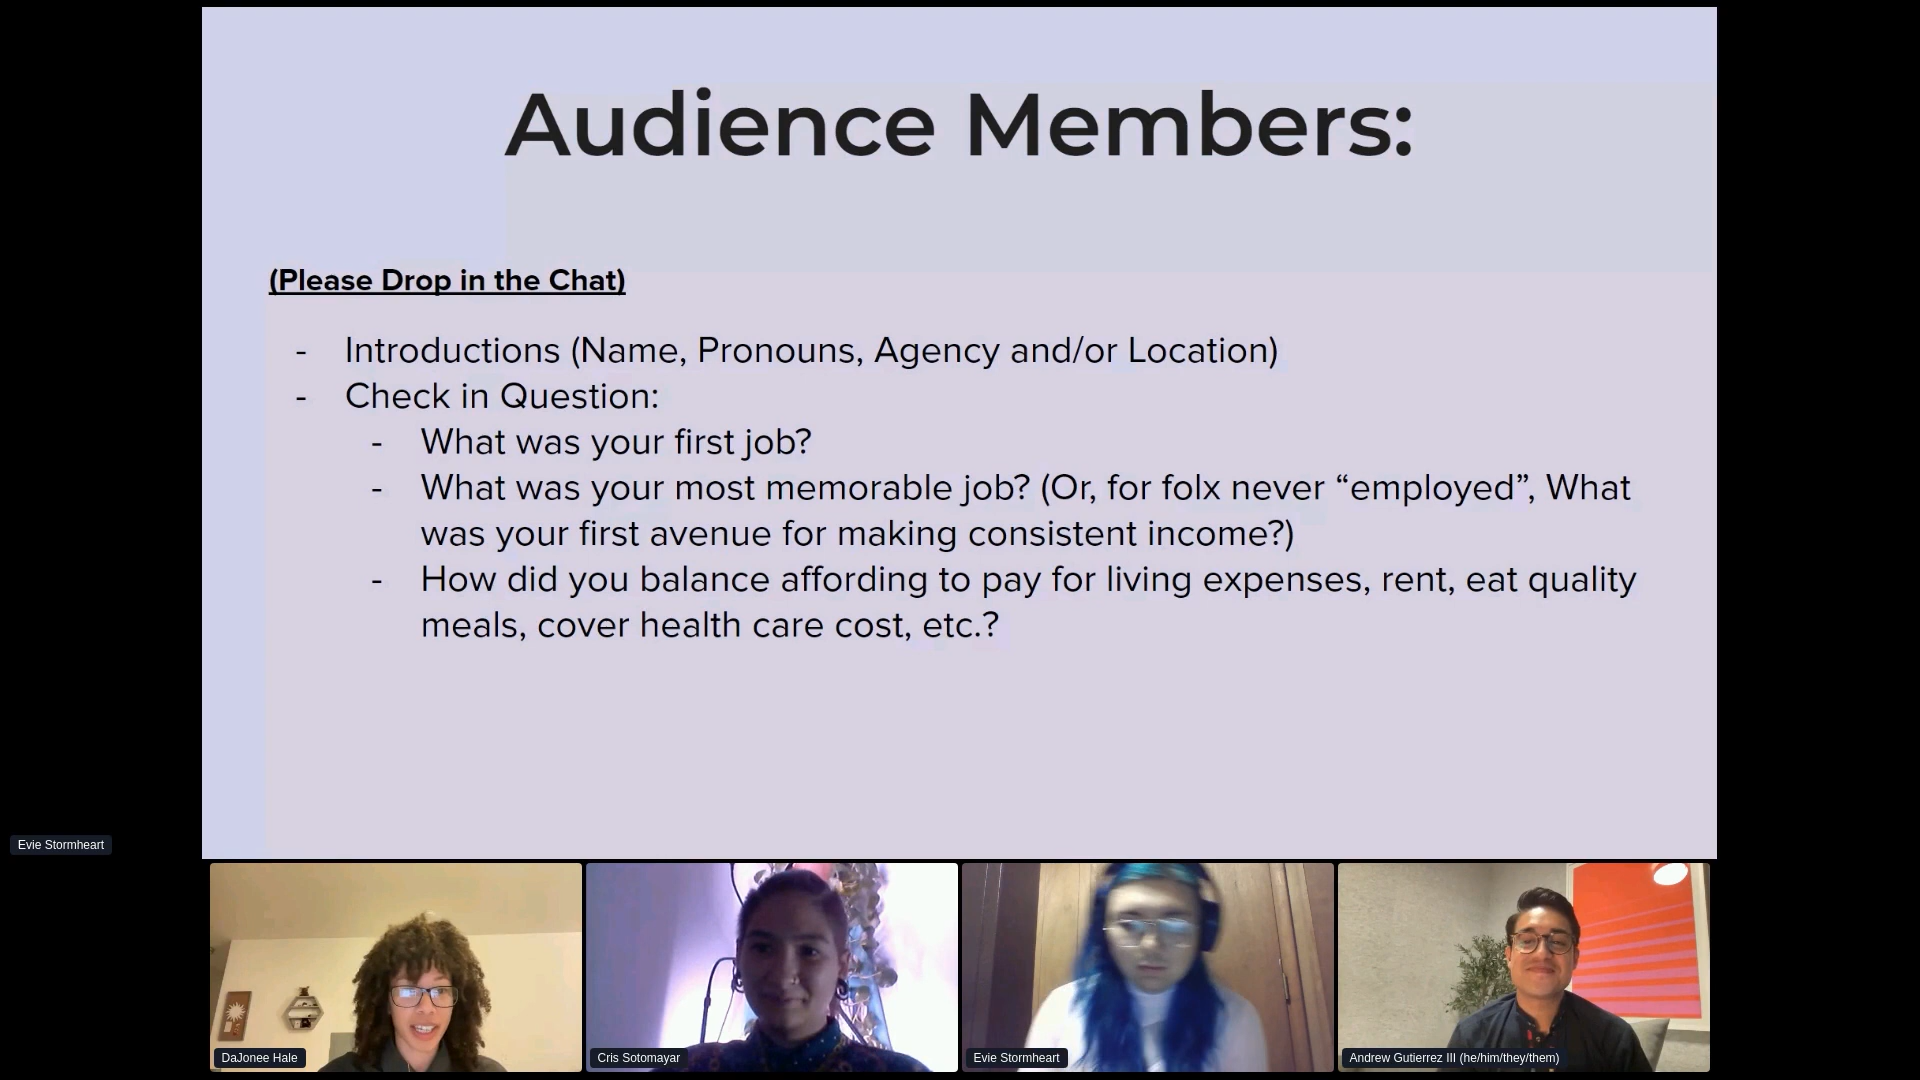 Audience Members:
(Please Drop in the Chat)
- Introductions (Name, Pronouns, Agency and/or Location)
- Check in Question:
- What was your first job?
- What was your most memorable job? (Or, for folx never “employed”, What
was your first avenue for making consistent income?)
- How did you balance affording to pay for living expenses, rent, eat quality
meals, cover health care cost, etc.?
Evie Stormheart
DaJonee Hale
Cris Sotomayar
Evie Stormheart
Andrew Gutierrez III (he/him/they/them)